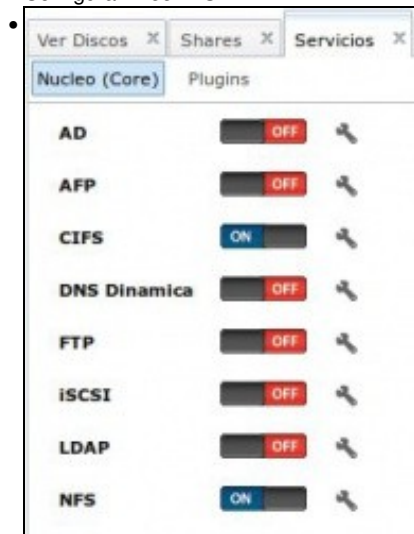 Ver Discos X Shares X Servicios X
Nucleo (Core) Plugins
AD OFF
AFP OFF
CIFS ON
DNS Dinamica OFF
FTP OFF
iSCSI OFF
LDAP OFF
NFS ON